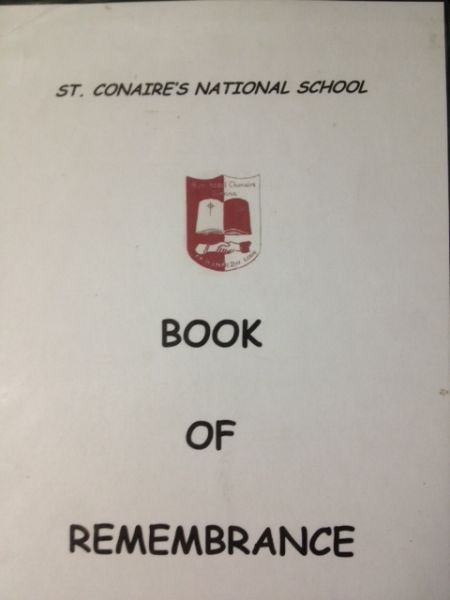 ST. CONAIRE'S NATIONAL SCHOOL
BOOK
OF
REMEMBRANCE